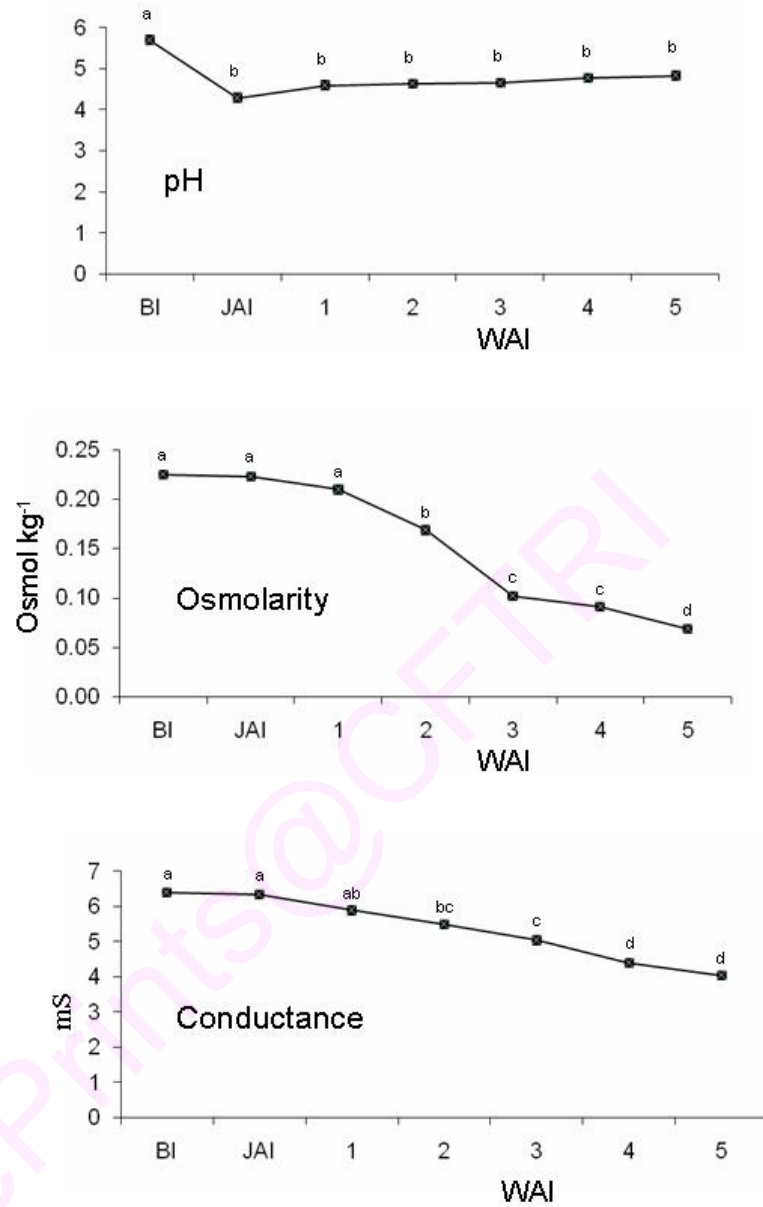 a
b b b b b b
6
5
4
3
2
1
0
pH
BI JAI 1 2 3 4 5
WAI
a a a b c c d
0.25
0.20
0.15
0.10
0.05
0.00
Osmol kg-1
Osmolarity
BI JAI 1 2 3 4 5
WAI
a a ab bc c d d
7
6
5
4
3
2
1
0
mS
Conductance
BI JAI 1 2 3 4 5
WAI
Prints@CFTRI